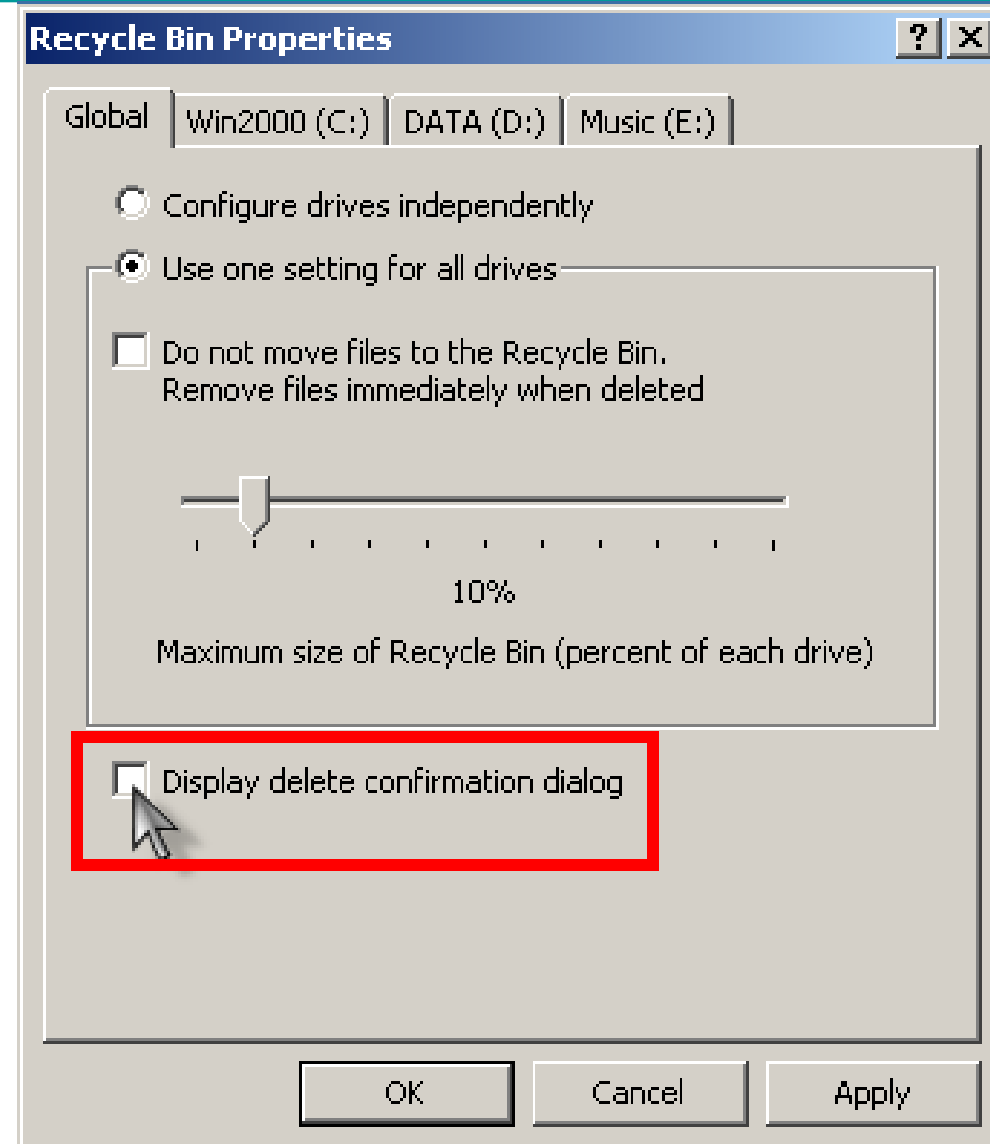 Recycle Bin Properties
?
Global
Win2000 (C:)
DATA (D:)
Music (E:)
Configure drives independently
Use one setting for all drives
Do not move files to the Recycle Bin.
Remove files immediately when deleted
10%
Maximum size of Recycle Bin (percent of each drive)
Display delete confirmation dialog
OK
Cancel
Apply